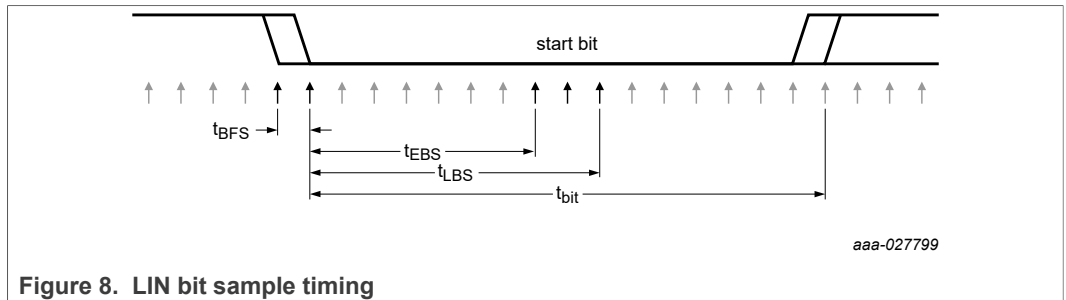 start bit
tBFS
tEBS
tLBS
tbit
aaa-027799
Figure 8. LIN bit sample timing